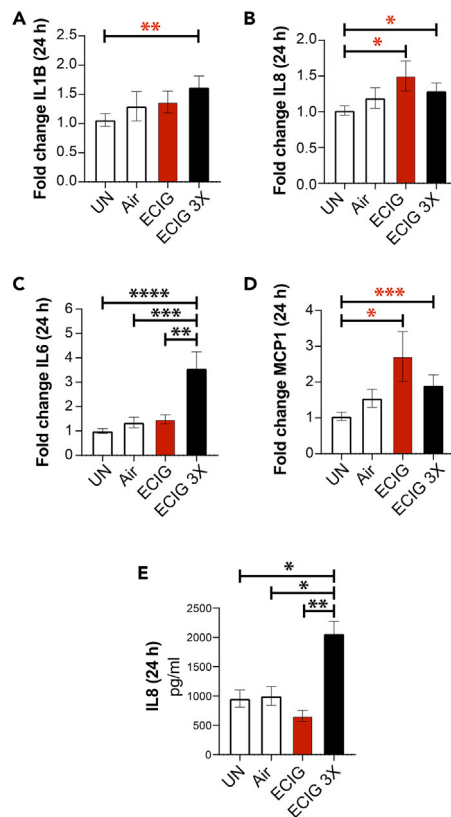 A
Fold change IL1B (24 h)
**
2.5
2.0
1.5
1.0
0.5
0.0
UN
Air
ECIG
ECIG 3X
B
Fold change IL8 (24 h)
*
*
2.0
1.5
1.0
0.5
0.0
UN
Air
ECIG
ECIG 3X
C
Fold change IL6 (24 h)
****
***
**
6
5
4
3
2
1
0
UN
Air
ECIG
ECIG 3X
D
Fold change MCP1 (24 h)
***
*
4
3
2
1
0
UN
Air
ECIG
ECIG 3X
E
IL8 (24 h)
pg/ml
*
*
**
2500
2000
1500
1000
500
0
UN
Air
ECIG
ECIG 3X